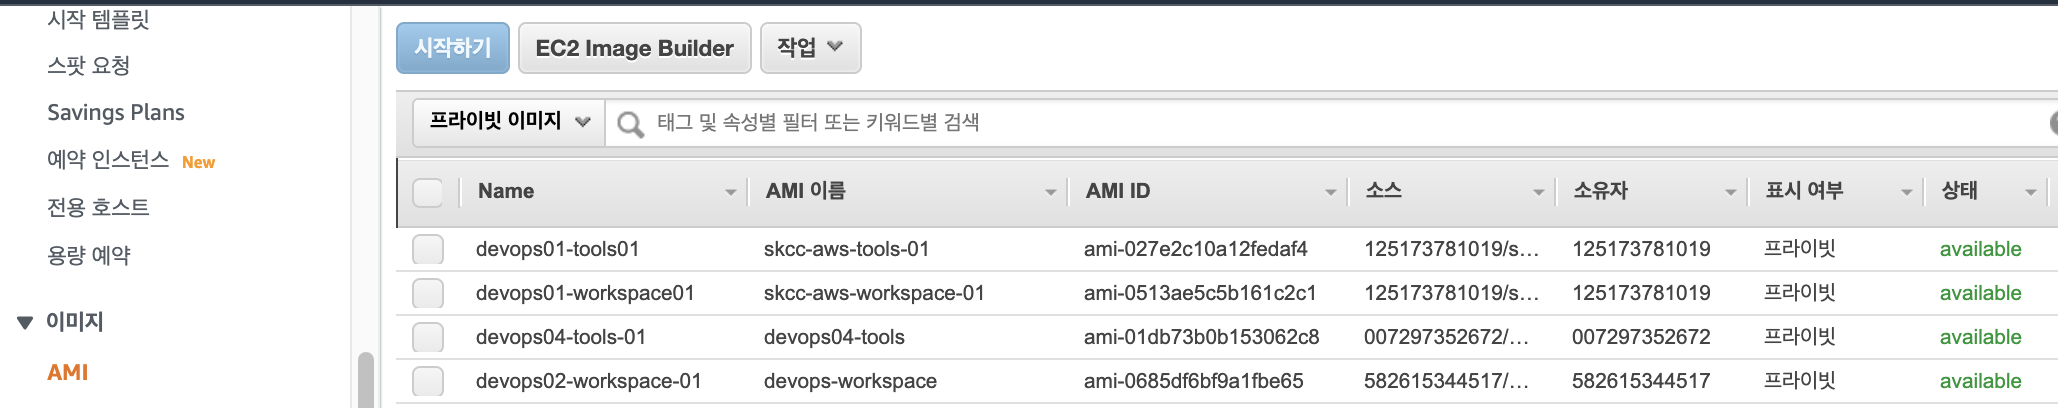 시작 템플릿
스팟 요청
Savings Plans
예약 인스턴스 New
전용 호스트
용량 예약
이미지
AMI
시작하기 EC2 Image Builder 작업
프라이빗 이미지 태그 및 속성별 필터 또는 키워드별 검색
Name AMI 이름 AMI ID 소스 소유자 표시 여부 상태
devops01-tools01 skcc-aws-tools-01 ami-027e2c10a12fedaf4 125173781019/s... 125173781019 프라이빗 available
devops01-workspace01 skcc-aws-workspace-01 ami-0513ae5c5b161c2c1 125173781019/s... 125173781019 프라이빗 available
devops04-tools-01 devops04-tools ami-01db73b0b153062c8 007297352672/... 007297352672 프라이빗 available
devops02-workspace-01 devops-workspace ami-0685df6bf9a1fbe65 582615344517/... 582615344517 프라이빗 available